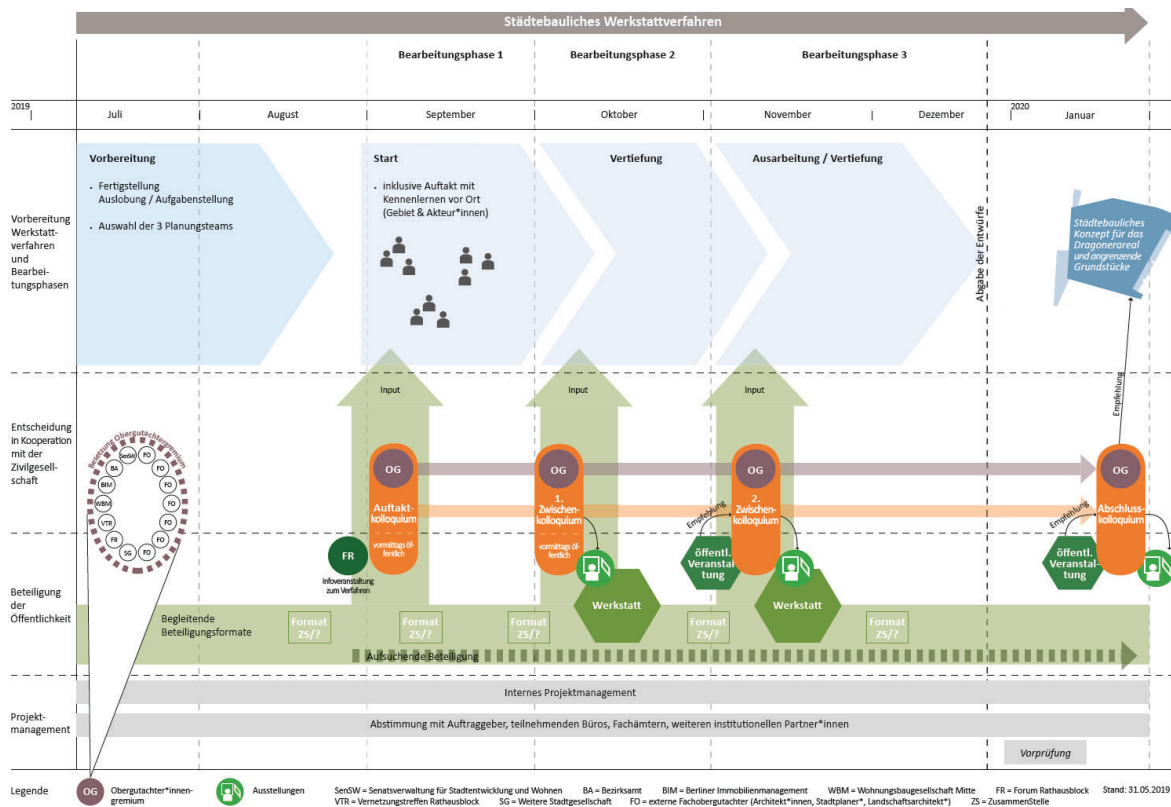 Städtebauliches Werkstattverfahren
Bearbeitungsphase 1
Bearbeitungsphase 2
Bearbeitungsphase 3
2019
2020
Juli
August
September
Oktober
November
Dezember
Januar
Vorbereitung
Werkstatt-
verfahren
und
Bearbei-
tungsphasen
Vorbereitung
· Fertigstellung
Auslobung / Aufgabenstellung
· Auswahl der 3 Planungsteams
Start
· inklusive Auftakt mit
Kennenlernen vor Ort
(Gebiet & Akteur*innen)
Vertiefung
Ausarbeitung / Vertiefung
Abgabe der Entwürfe
Städtebauliches
Konzept für das
Dragonerareal
und angrenzende
Grundstücke
Input
Input
Input
Empfehlung
Entscheidung
in Kooperation
mit der
Zivilgesell-
schaft
Besetzung Obergutachtergremium
SenSW
FO
BA
FO
BIM
FO
WBM
FO
VTR
FO
FR
FO
SG
FO
OG
Auftakt-
kolloquium
vormittags öf-
fentlich
OG
1.
Zwischen-
kolloquium
vormittags öf-
fentlich
OG
2.
Zwischen-
kolloquium
OG
Abschluss-
kolloquium
Empfehlung
Empfehlung
Beteiligung
der
Öffentlichkeit
FR
Infoveranstaltung
zum Verfahren
öffentl.
Veranstal-
tung
öffentl.
Veranstal-
tung
Begleitende
Beteiligungsformate
Format
ZS/?
Format
ZS/?
Format
ZS/?
Werkstatt
Format
ZS/?
Werkstatt
Format
ZS/?
Aufsuchende Beteiligung
Projekt-
management
Internes Projektmanagement
Abstimmung mit Auftraggeber, teilnehmenden Büros, Fachämtern, weiteren institutionellen Partner*innen
Vorprüfung
Legende
OG
Obergutachter*innen-
gremium
Ausstellungen
SenSW = Senatsverwaltung für Stadtentwicklung und Wohnen BA = Bezirksamt BIM = Berliner Immobilienmanagement WBM = Wohnungsbaugesellschaft Mitte FR = Forum Rathausblock Stand: 31.05.2019
VTR = Vernetzungstreffen Rathausblock SG = Weitere Stadtgesellschaft FO = externe Fachobergutachter (Architekt*innen, Stadtplaner*, Landschaftsarchitekt*) ZS = ZusammenStelle